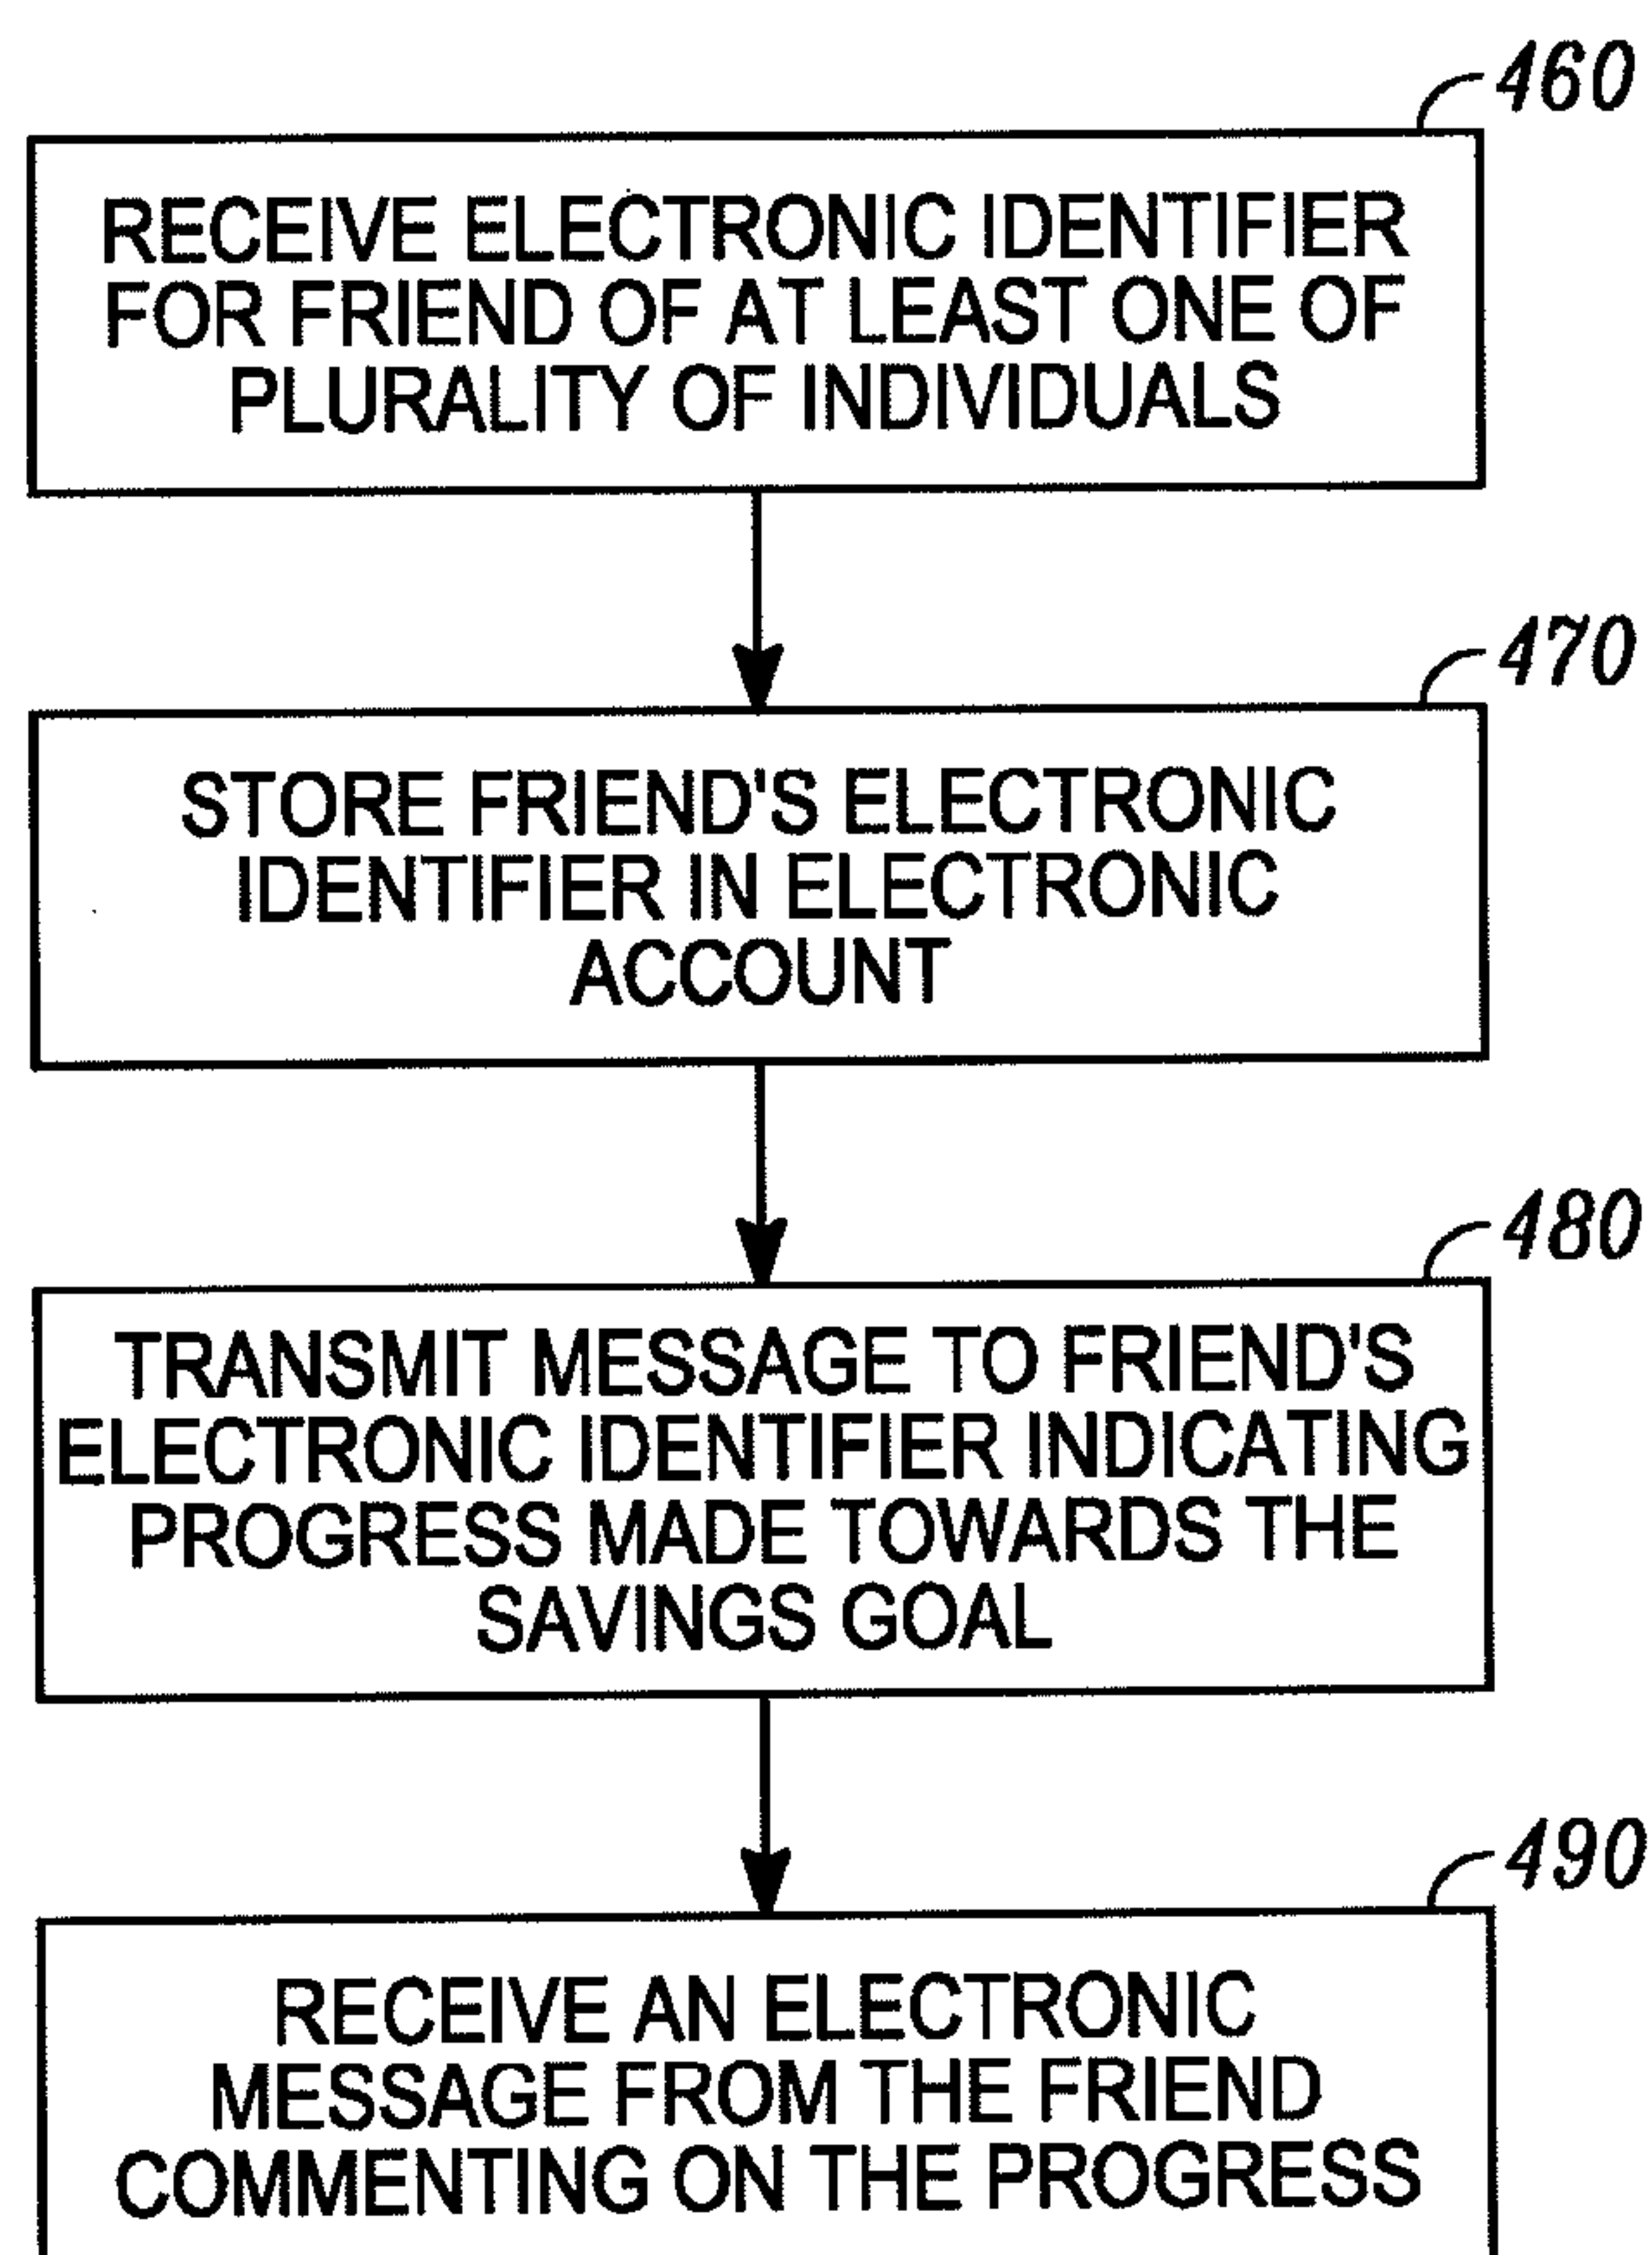 460
RECEIVE ELECTRONIC IDENTIFIER
FOR FRIEND OF AT LEAST ONE OF
PLURALITY OF INDIVIDUALS
470
STORE FRIEND'S ELECTRONIC
IDENTIFIER IN ELECTRONIC
ACCOUNT
480
TRANSMIT MESSAGE TO FRIEND'S
ELECTRONIC IDENTIFIER INDICATING
PROGRESS MADE TOWARDS THE
SAVINGS GOAL
490
RECEIVE AN ELECTRONIC
MESSAGE FROM THE FRIEND
COMMENTING ON THE PROGRESS